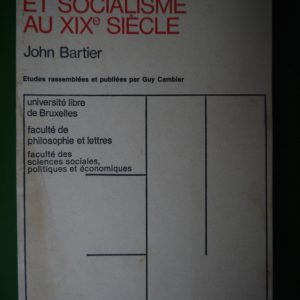 ET SOCIALISME
AU XIXe SIÈCLE
John Bartier
Etudes rassemblées et publiées par Guy Cambier
université libre
de Bruxelles
faculté de
philosophie et lettres
faculté des
sciences sociales,
politiques et économiques